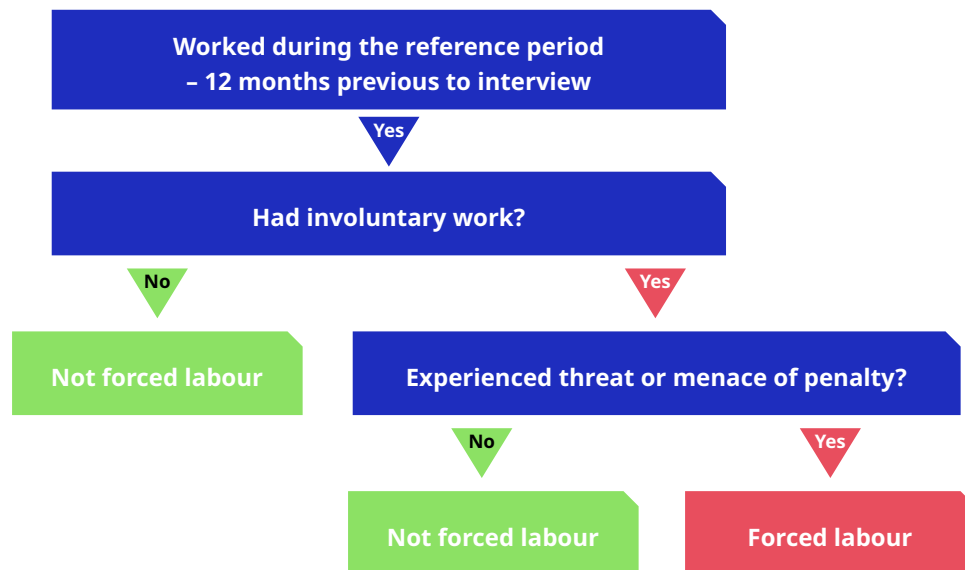 Worked during the reference period
– 12 months previous to interview
Yes
Had involuntary work?
No
Yes
Not forced labour
Experienced threat or menace of penalty?
No
Yes
Not forced labour
Forced labour